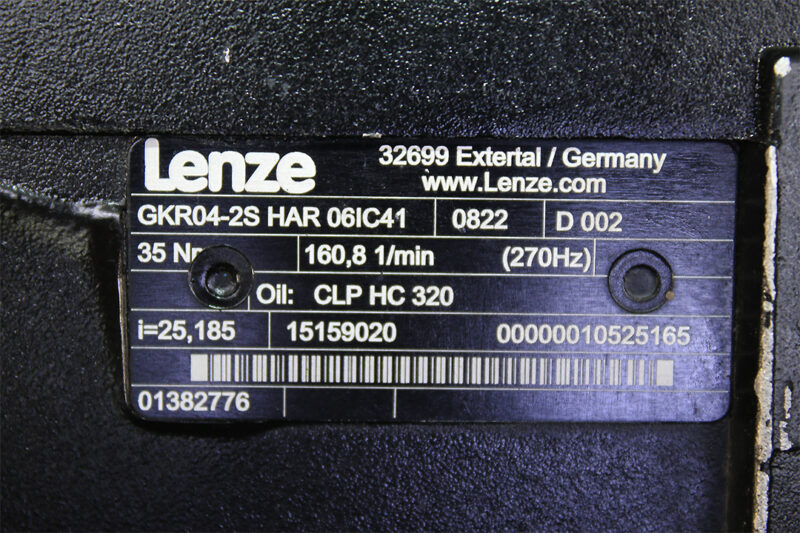 Lenze
32699 Extertal / Germany
www.Lenze.com
GKR04-2S HAR 06IC41 0822 D 002
35 160,8 1/min (270Hz)
Oil: CLP HC 320
i=25,185 15159020 00000010525165
01382776